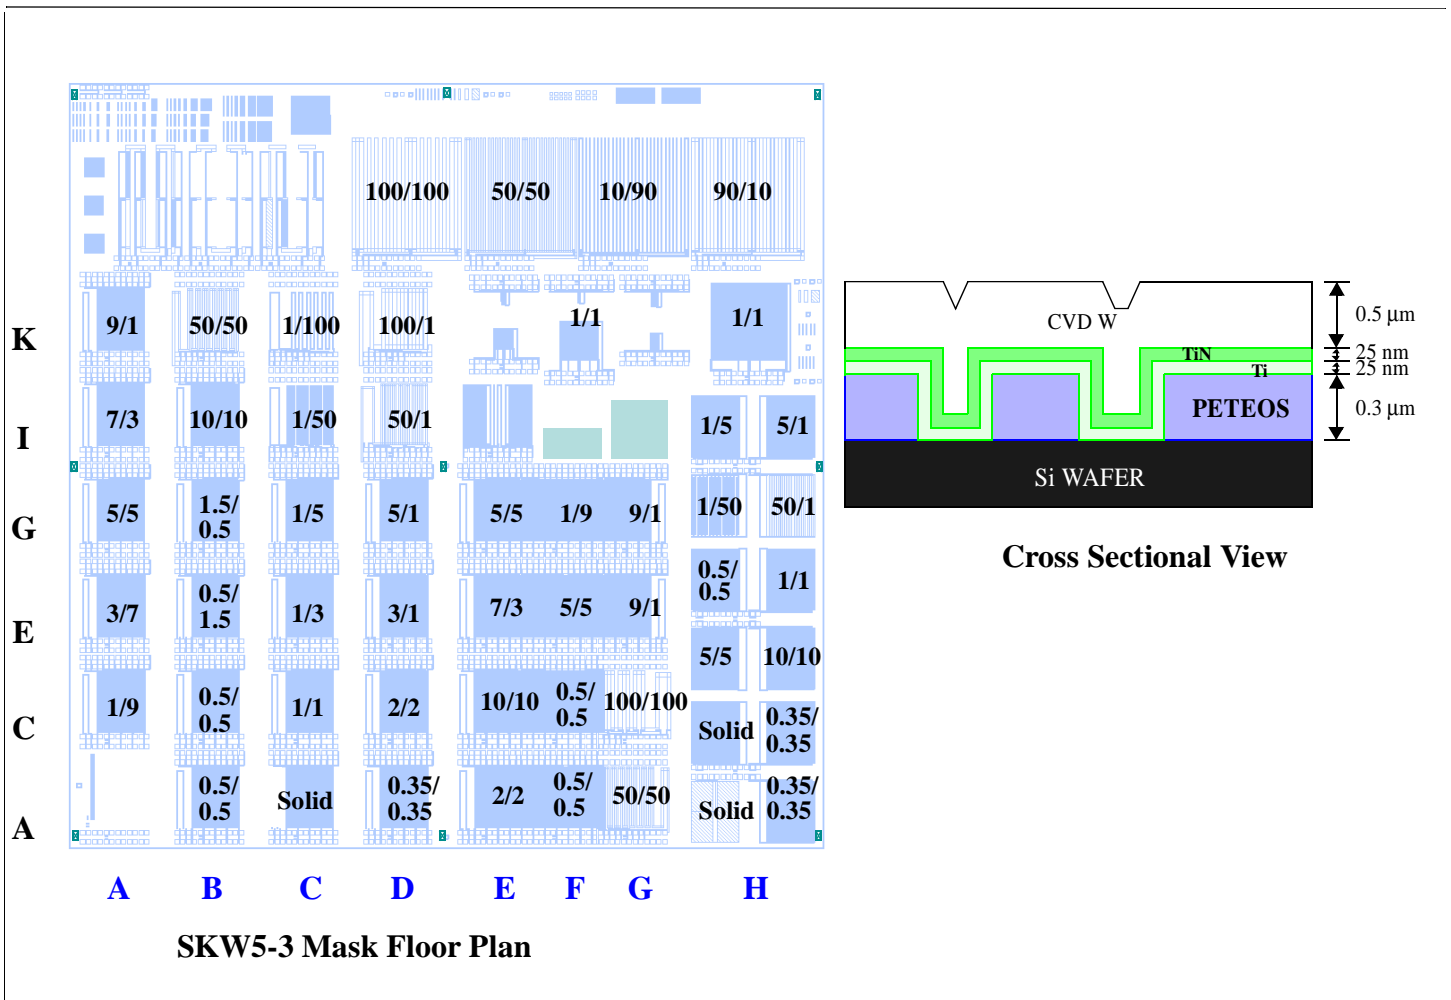 100/100 50/50 10/90 90/10
K 9/1 50/50 1/100 100/1 1/1 1/1
I 7/3 10/10 1/50 50/1 1/5 5/1
G 5/5 1.5/
0.5 1/5 5/1 5/5 1/9 9/1 1/50 50/1
0.5/
0.5 1/1
E 3/7 0.5/
1.5 1/3 3/1 7/3 5/5 9/1
5/5 10/10
C 1/9 0.5/
0.5 1/1 2/2 10/10 0.5/
0.5 100/100
Solid 0.35/
0.35
A 0.5/
0.5 Solid 0.35/
0.35 2/2 0.5/
0.5 50/50 Solid 0.35/
0.35
A B C D E F G H
SKW5-3 Mask Floor Plan
CVD W 0.5 µm
TiN 25 nm
Ti 25 nm
PETEOS 0.3 µm
Si WAFER
Cross Sectional View